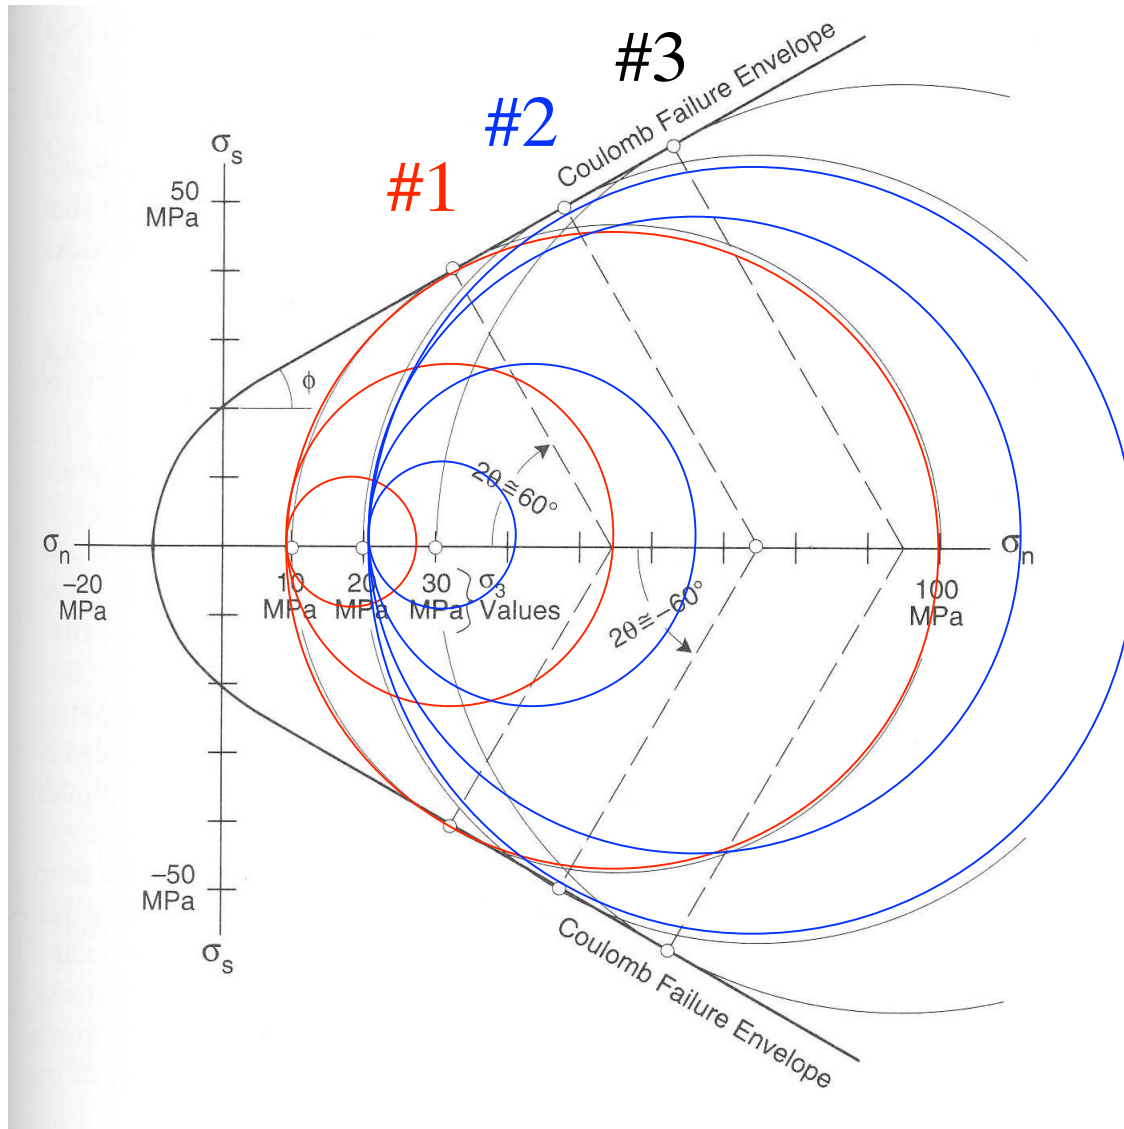 #3
#2
#1
Coulomb Failure Envelope
σs
50
MPa
ϕ
2θ≅60°
σn
–20
MPa
10
MPa
20
MPa
30
MPa
σ3
Values
2θ≅–60°
100
MPa
σn
–50
MPa
σs
Coulomb Failure Envelope